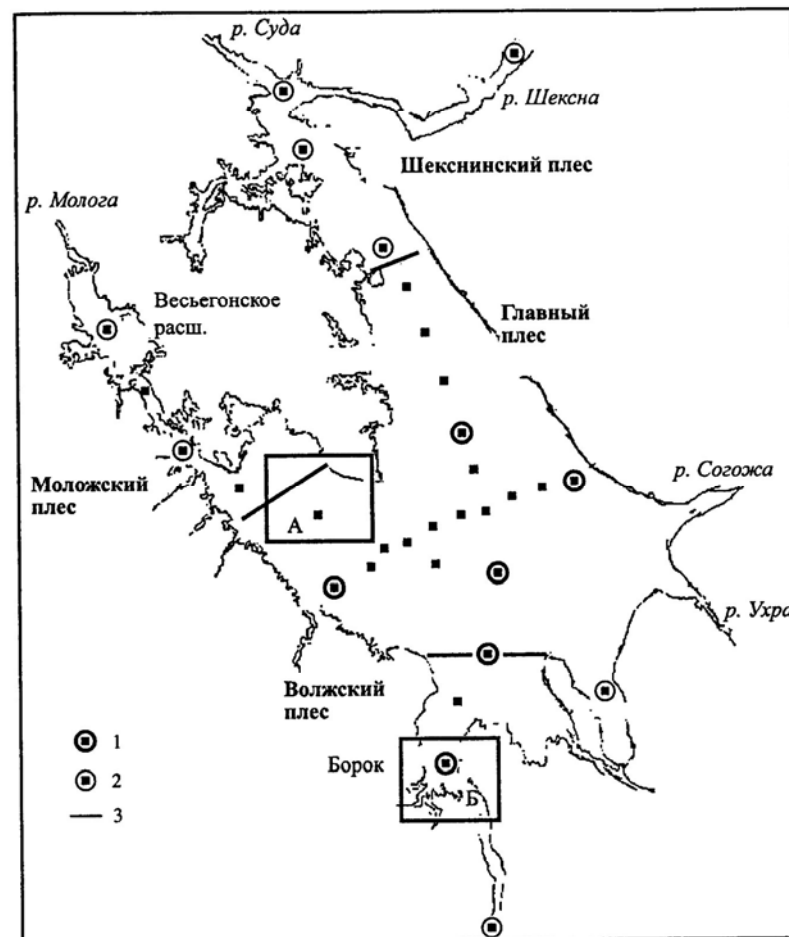 р. Суда
р. Шексна
Шекснинский плес
р. Молога
Весьегонское
расш.
Главный
плес
р. Согожа
Моложский
плес
А
р. Ухра
Волжский
плес
1
Борок
2
Б
3